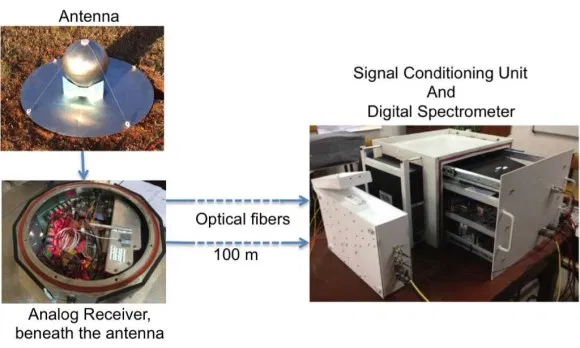 Antenna
Signal Conditioning Unit
And
Digital Spectrometer
Optical fibers
100 m
Analog Receiver,
beneath the antenna